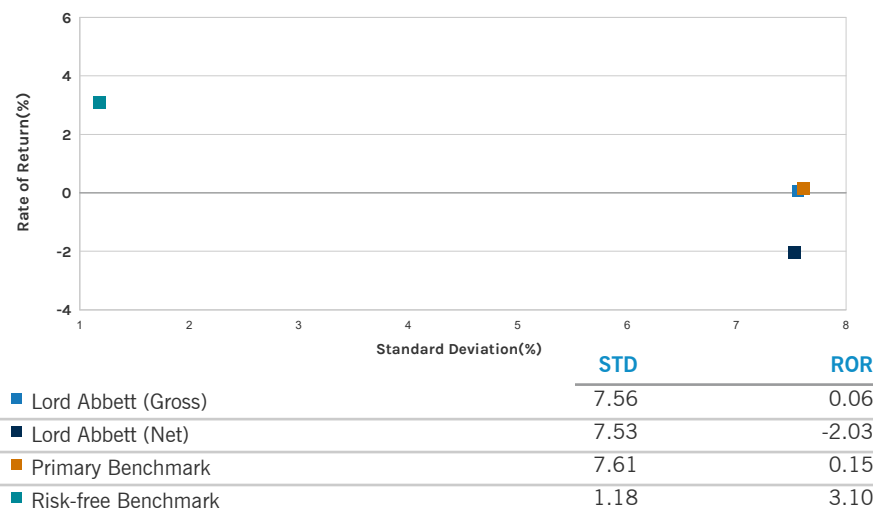 6
4
2
0
-2
-4
Rate of Return(%)
1 2 3 4 5 6 7 8
Standard Deviation(%)
STD ROR
Lord Abbett (Gross) 7.56 0.06
Lord Abbett (Net) 7.53 -2.03
Primary Benchmark 7.61 0.15
Risk-free Benchmark 1.18 3.10